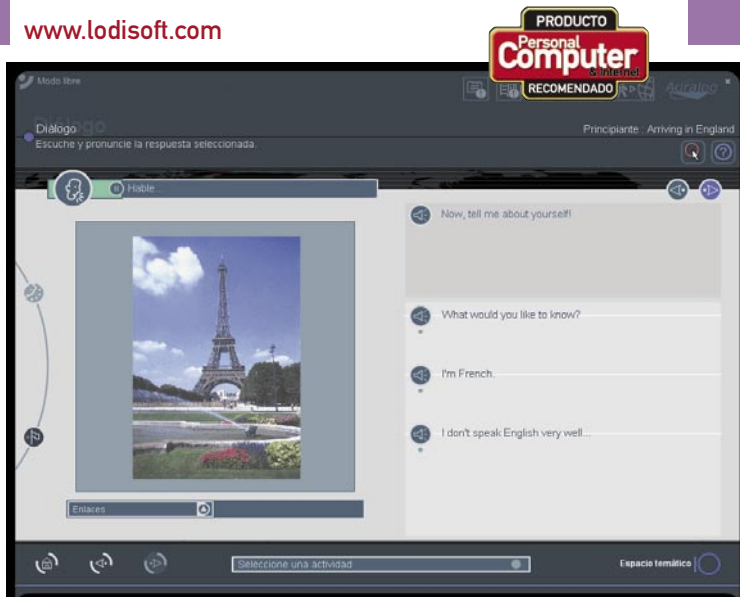 www.lodisoft.com
PRODUCTO
Personal
Computer
& Internet
RECOMENDADO
Modo libre
Auralog
Diálogo
Escuche y pronuncie la respuesta seleccionada.
Principiante : Arriving in England
Hable...
Now, tell me about yourself!
What would you like to know?
I'm French.
I don't speak English very well...
Enlaces
Seleccione una actividad
Espacio temático